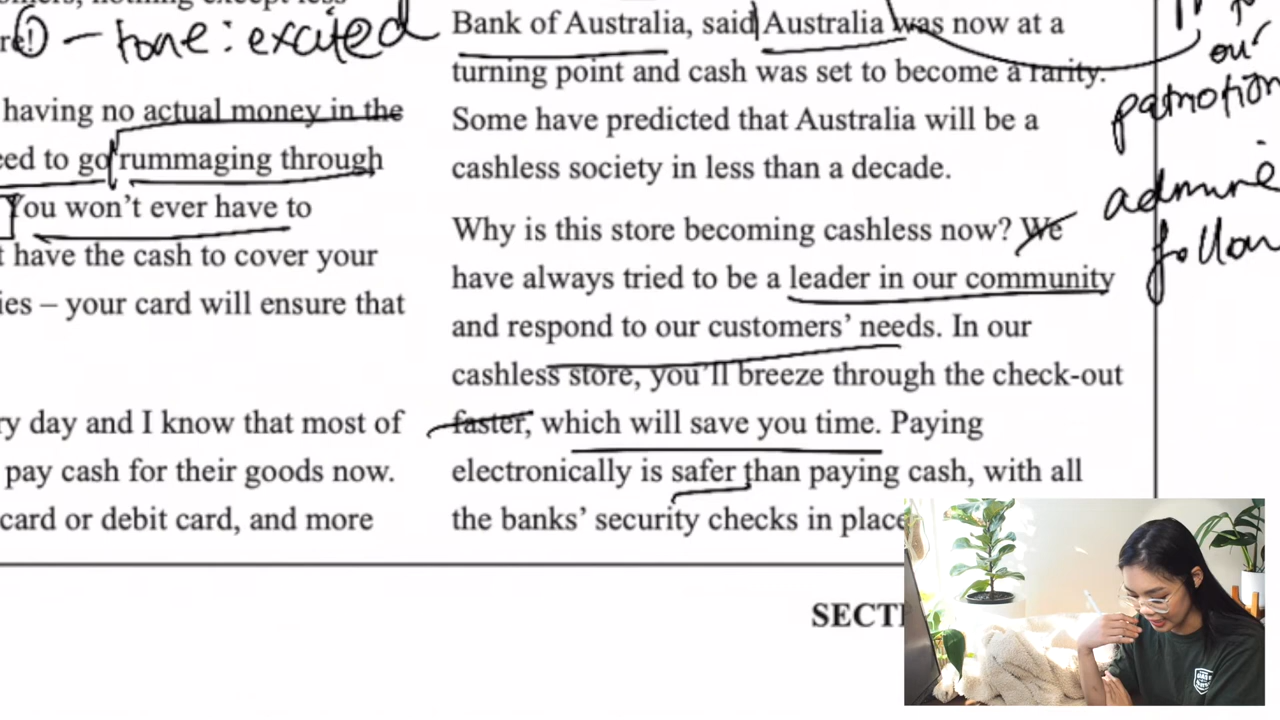 re!) – tone: excited
having no actual money in the
eed to go rummaging through
You won't ever have to
t have the cash to cover your
ies – your card will ensure that
ry day and I know that most of
pay cash for their goods now.
card or debit card, and more
Bank of Australia, said Australia was now at a
turning point and cash was set to become a rarity.
Some have predicted that Australia will be a
cashless society in less than a decade.
Why is this store becoming cashless now? We
have always tried to be a leader in our community
and respond to our customers' needs. In our
cashless store, you'll breeze through the check-out
faster, which will save you time. Paying
electronically is safer than paying cash, with all
the banks' security checks in place
our
admire
follow
SECTI